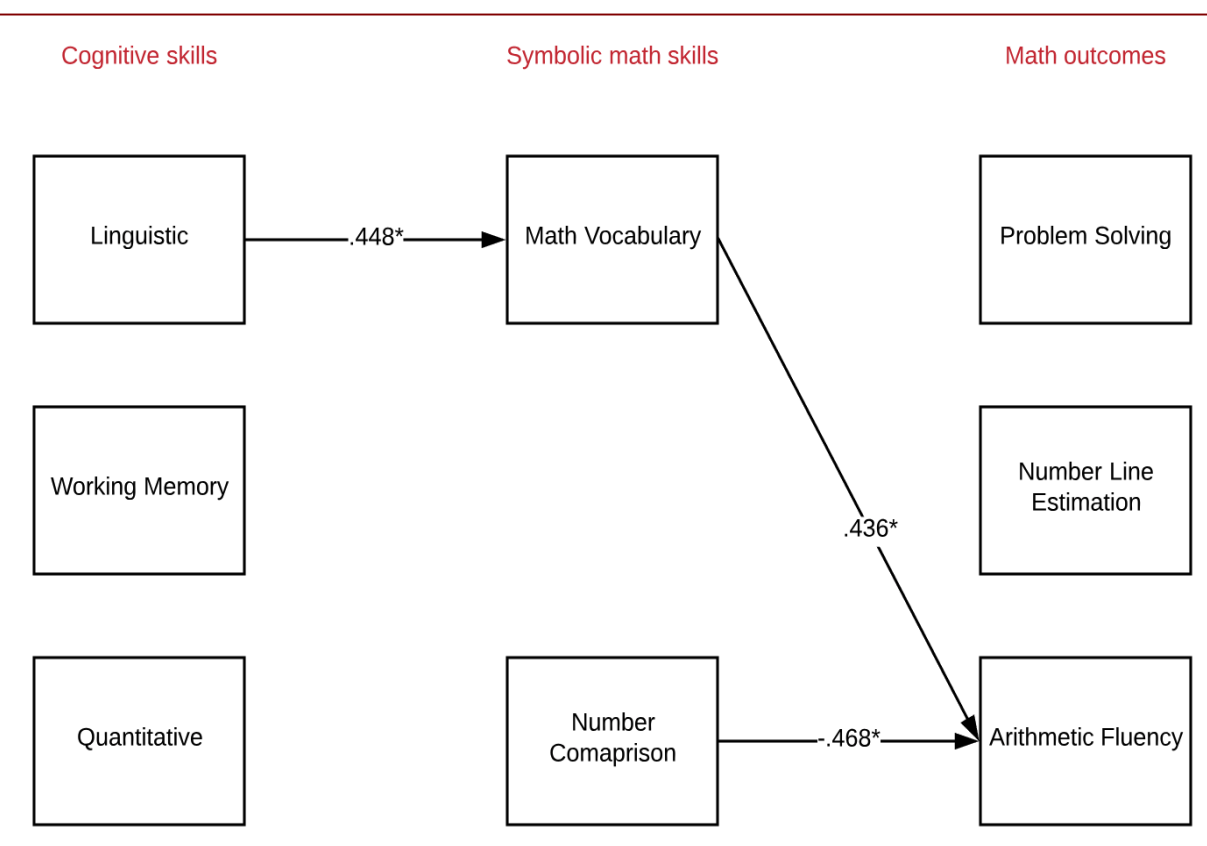 Cognitive skills
Symbolic math skills
Math outcomes
Linguistic
.448*
Math Vocabulary
Problem Solving
Working Memory
Number Line
Estimation
.436*
Quantitative
Number
Comaprison
-.468*
Arithmetic Fluency